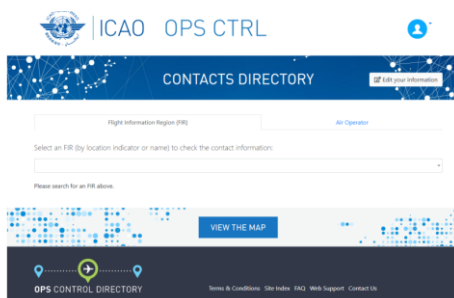 ICAO OPS CTRL
CONTACTS DIRECTORY
Edit your information
Flight Information Region (FIR)
Air Operator
Select an FIR (by location indicator or name) to check the contact information:
Please search for an FIR above.
VIEW THE MAP
OPS CONTROL DIRECTORY
Terms & Conditions Site Index FAQ Web Support Contact Us